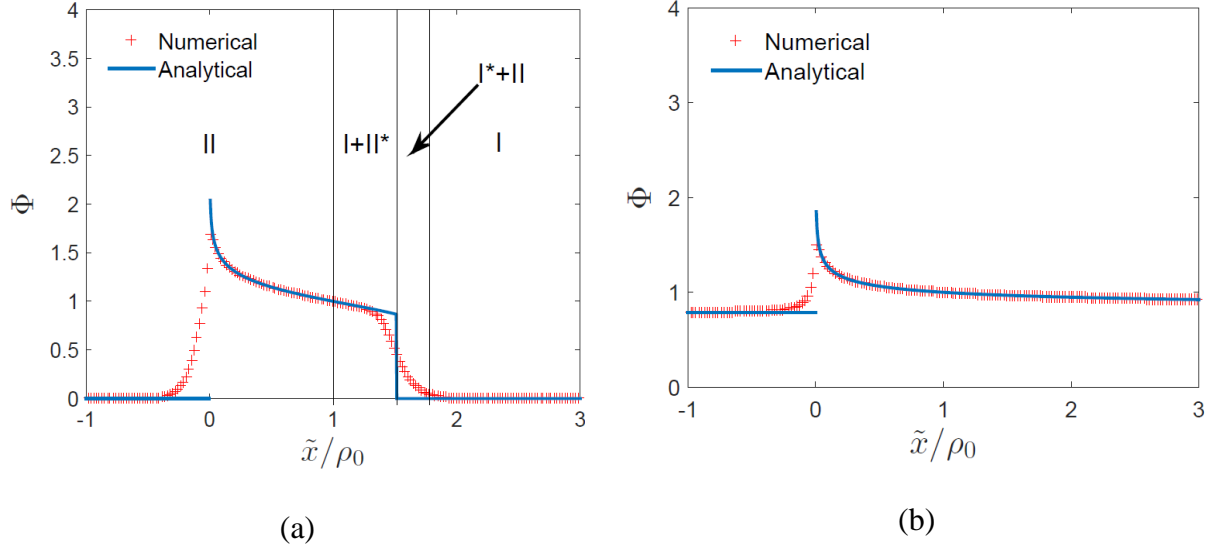 4
3.5
3
2.5
2
1.5
1
0.5
0
Φ
Numerical
Analytical
I*+II
II
I+II*
I
-1
0
1
2
3
x̃/ρ₀
(a)
4
3
2
1
0
Φ
Numerical
Analytical
-1
0
1
2
3
x̃/ρ₀
(b)